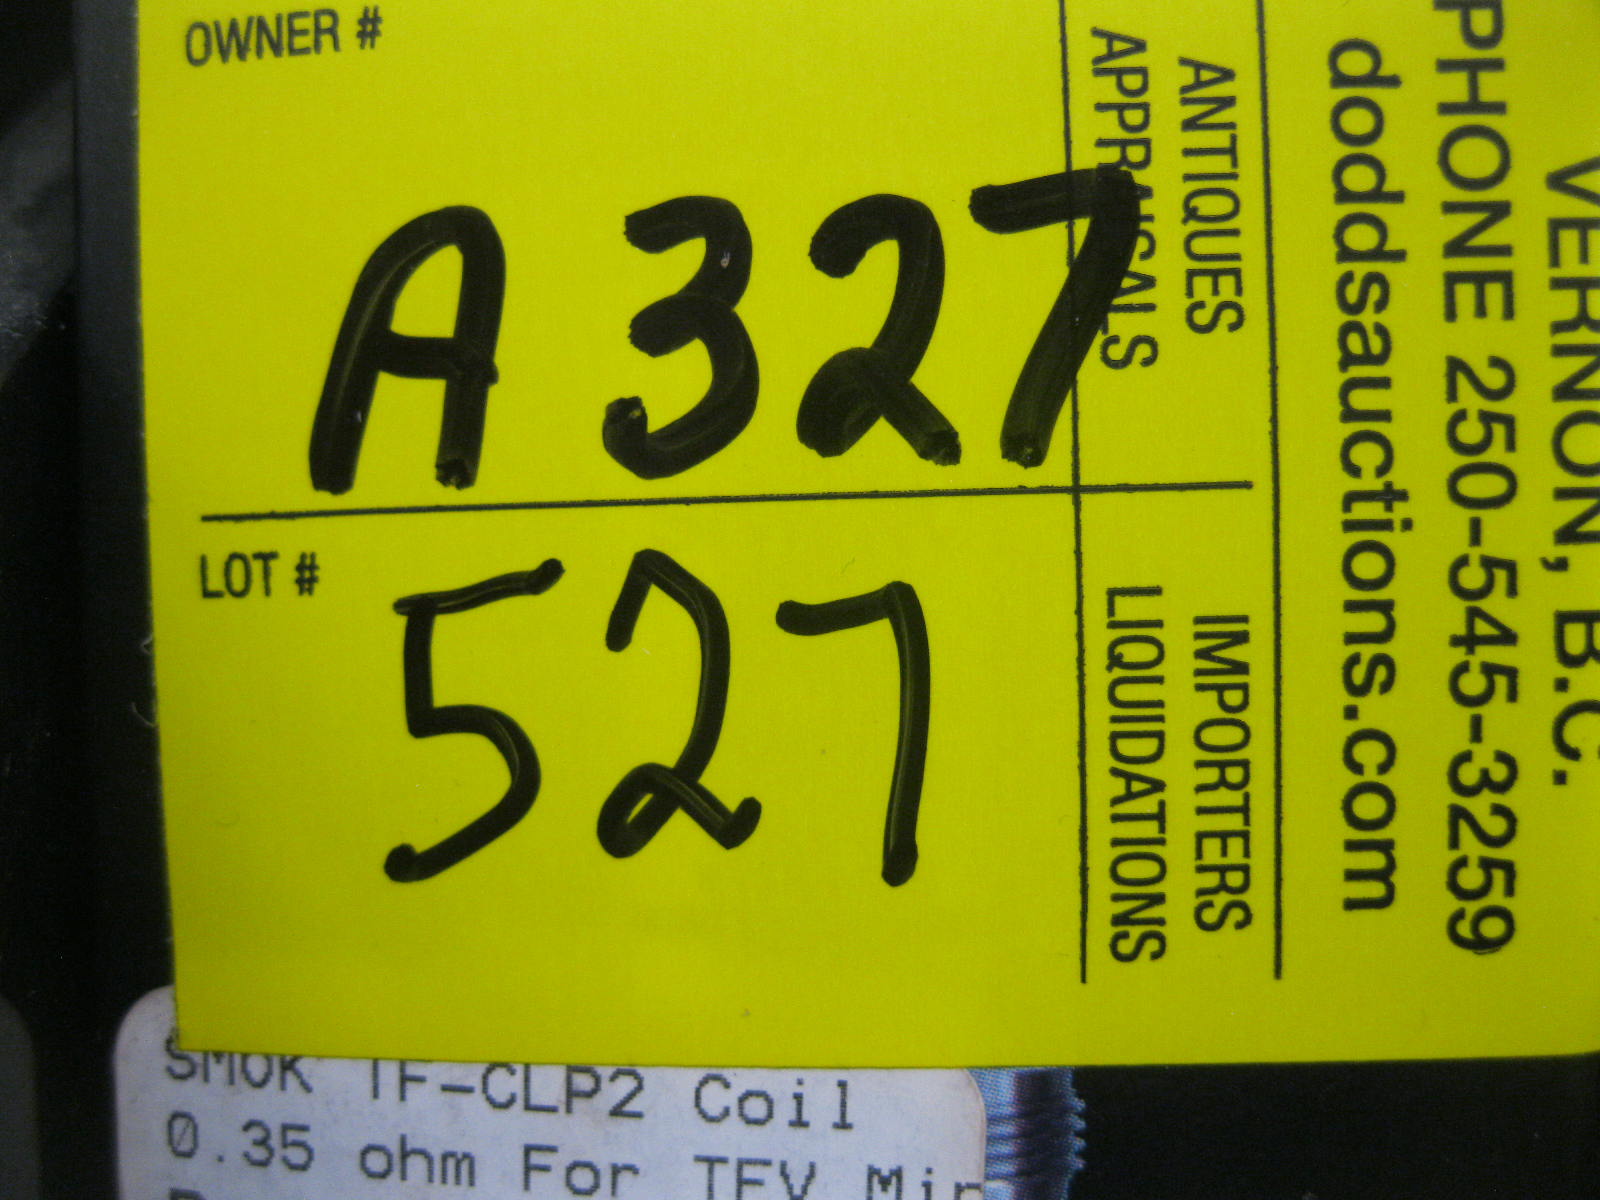 OWNER #
A 327
LOT #
527
ANTIQUES
APPRAISALS
IMPORTERS
LIQUIDATIONS
VERNON, B.C.
PHONE 250-545-3259
doddsauctions.com
SMOK TF-CLP2 Coil
0.35 ohm For TFV